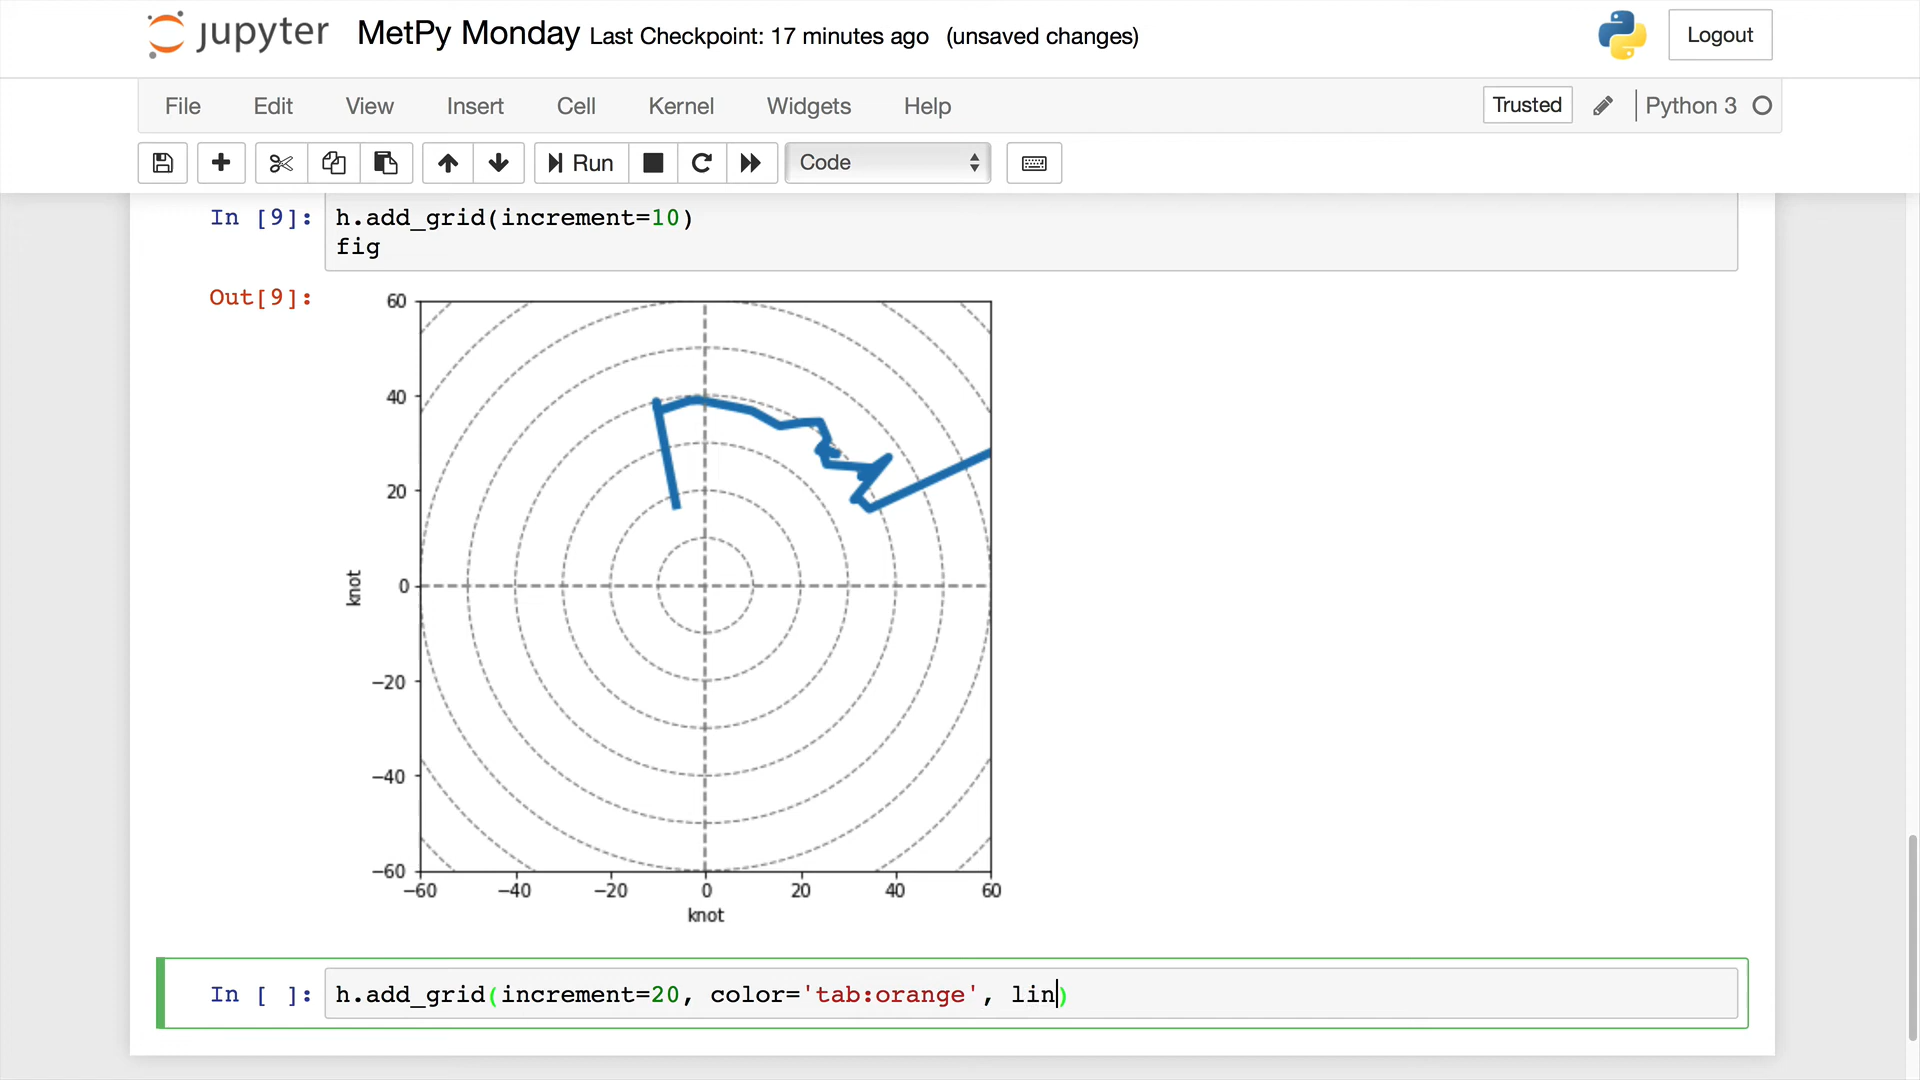 jupyter MetPy Monday Last Checkpoint: 17 minutes ago (unsaved changes) Logout
File Edit View Insert Cell Kernel Widgets Help Trusted Python 3
Run Code
In [9]: h.add_grid(increment=10)
fig
Out[9]:
60
40
20
0
−20
−40
−60
knot
−60 −40 −20 0 20 40 60
knot
In [ ]: h.add_grid(increment=20, color='tab:orange', lin)